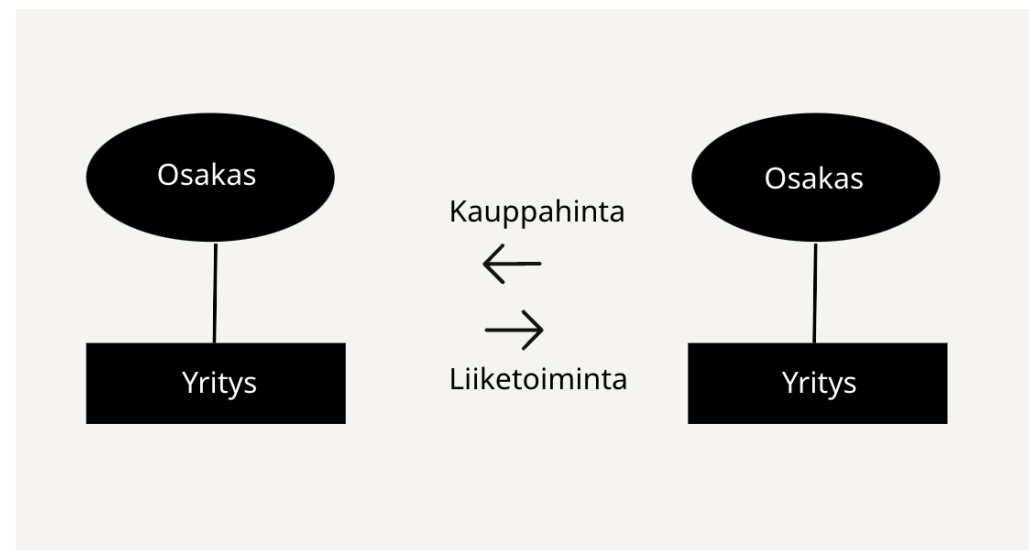 Osakas
Osakas
Kauppahinta
Liiketoiminta
Yritys
Yritys